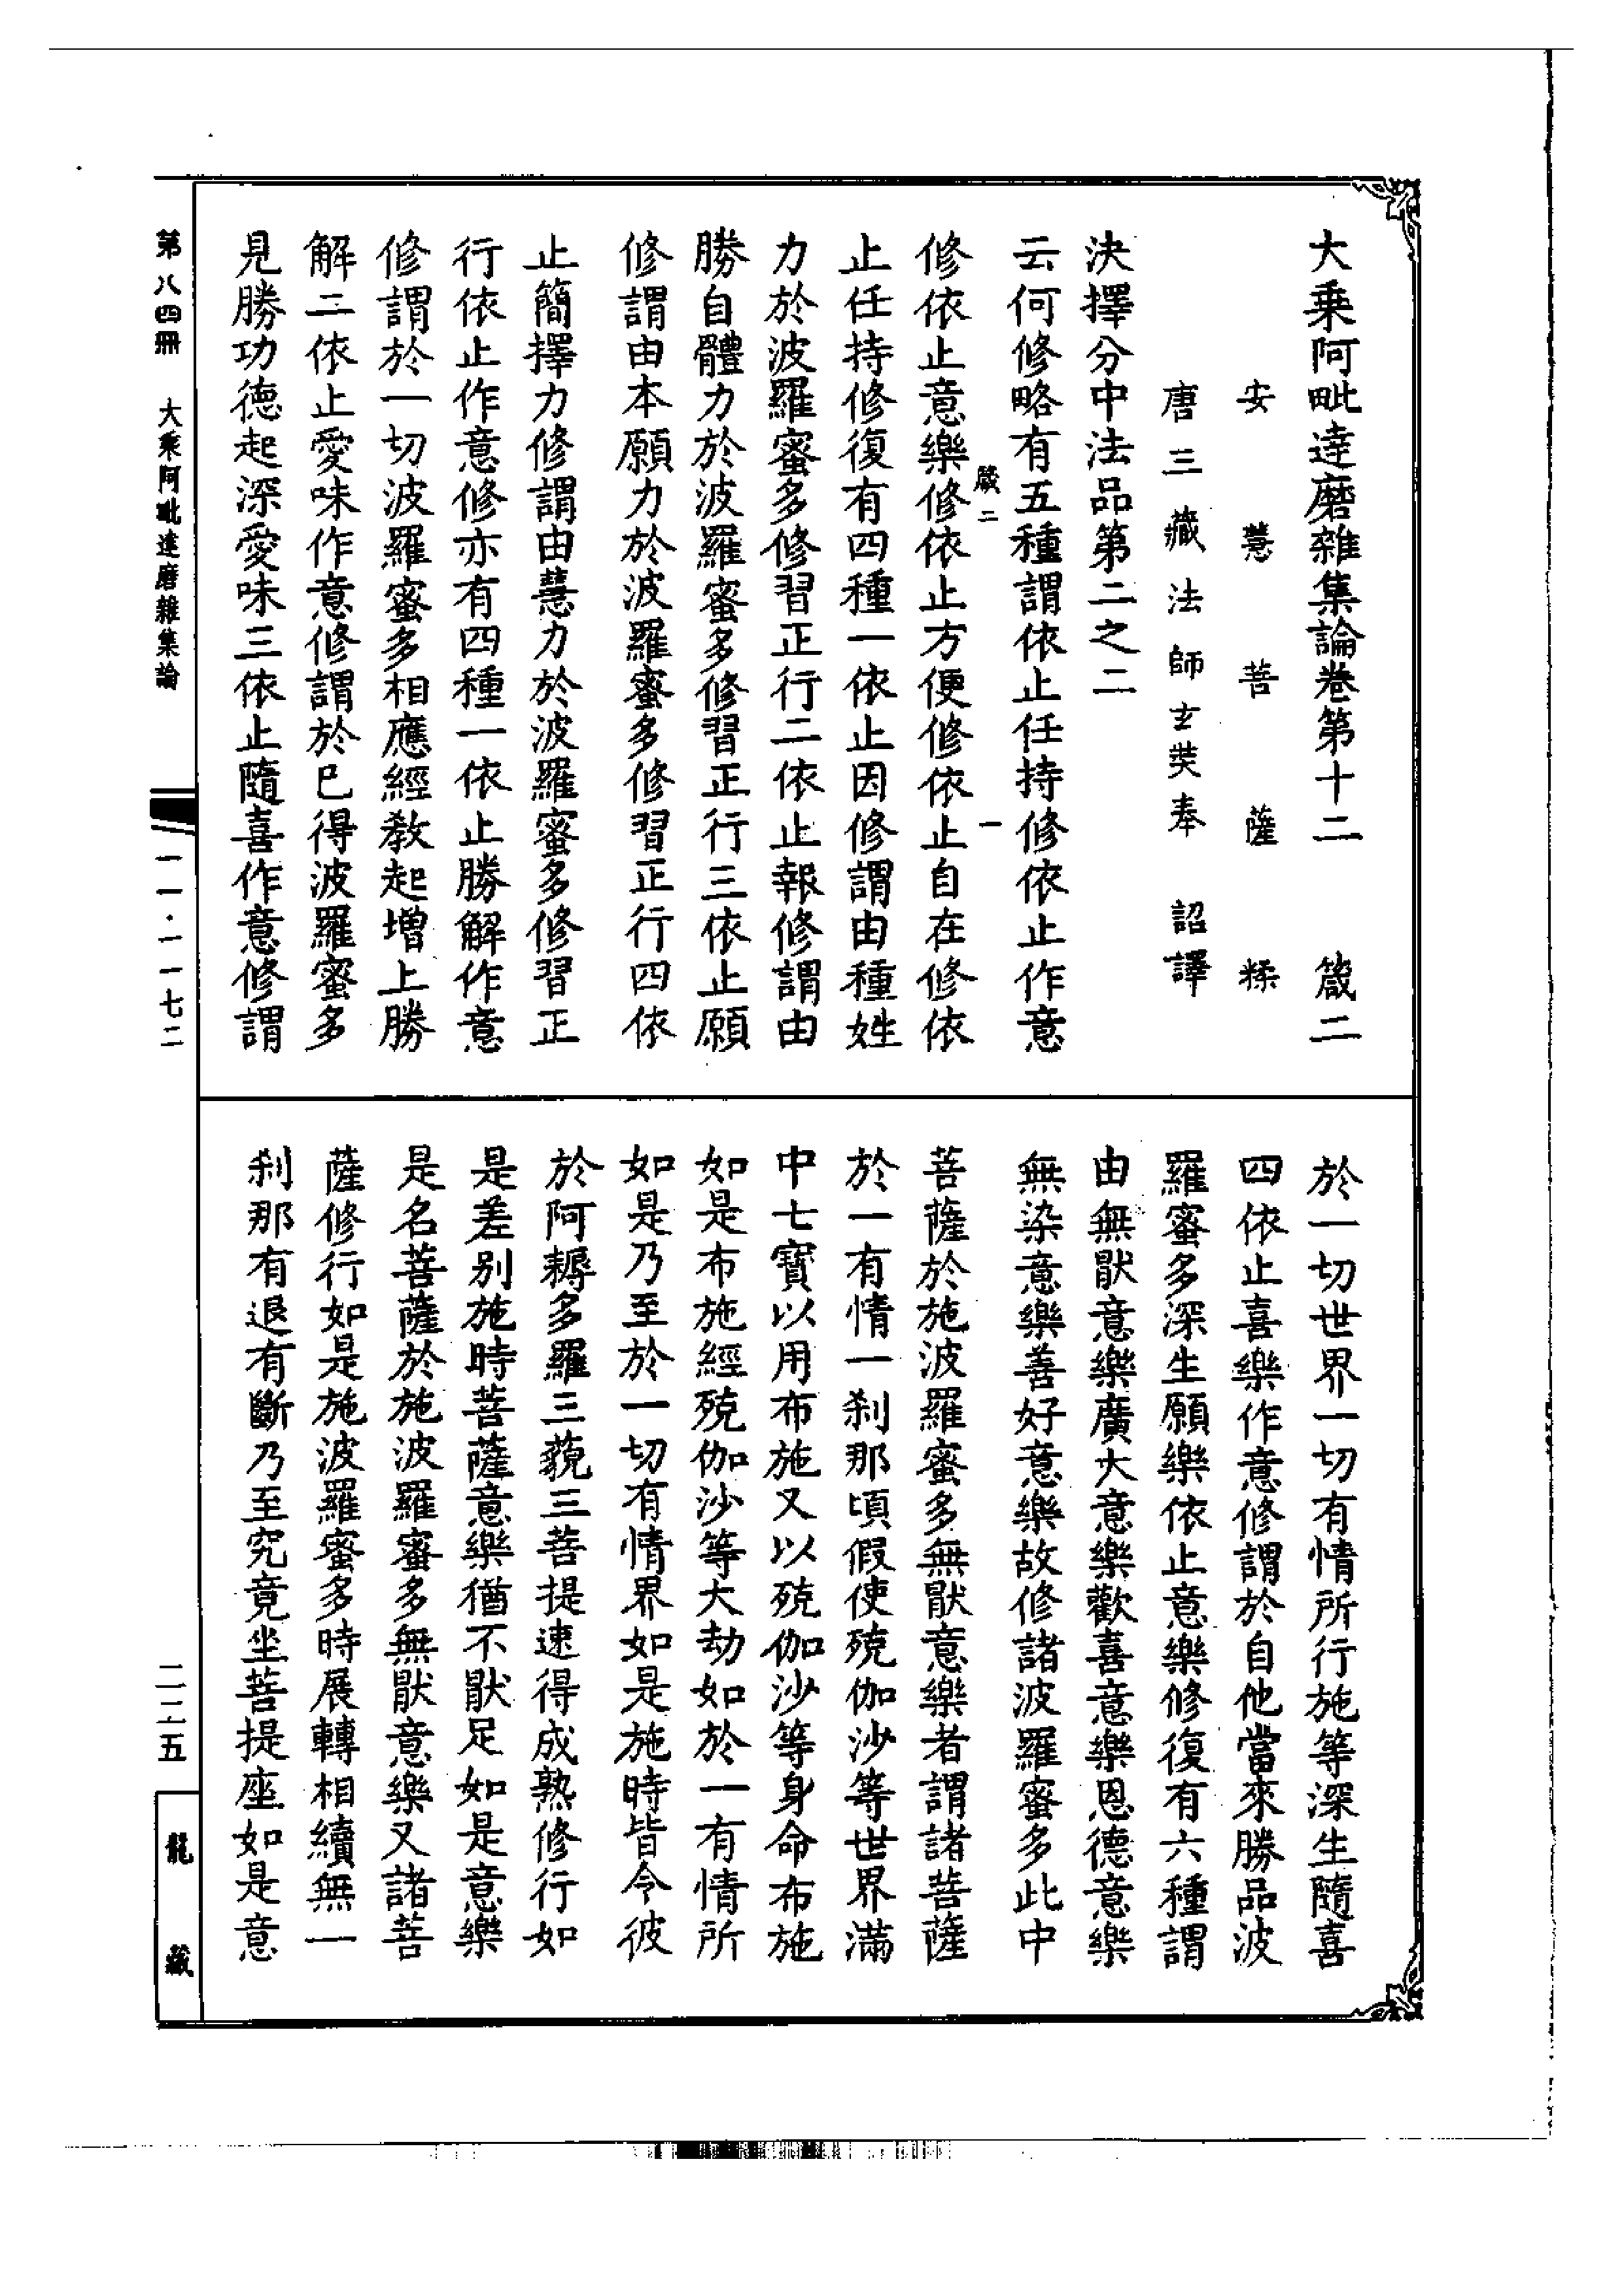 大乘阿毗達磨雜集論卷第十二　箴二
安慧菩薩糅
唐三藏法師玄奘奉詔譯
決擇分中法品第二之二
云何修略有五種謂依止任持修依止作意
箴二　一
修依止意樂修依止方便修依止自在修依
止任持修復有四種一依止因修謂由種姓
力於波羅蜜多修習正行二依止報修謂由
勝自體力於波羅蜜多修習正行三依止願
修謂由本願力於波羅蜜多修習正行四依
止簡擇力修謂由慧力於波羅蜜多修習正
行依止作意修亦有四種一依止勝解作意
修謂於一切波羅蜜多相應經教起增上勝
解二依止愛味作意修謂於已得波羅蜜多
見勝功德起深愛味三依止隨喜作意修謂
於一切世界一切有情所行施等深生隨喜
四依止喜樂作意修謂於自他當來勝品波
羅蜜多深生願樂依止意樂修復有六種謂
由無猒意樂廣大意樂歡喜意樂恩德意樂
無染意樂善好意樂故修諸波羅蜜多此中
菩薩於施波羅蜜多無猒意樂者謂諸菩薩
於一有情一剎那頃假使殑伽沙等世界滿
中七寶以用布施又以殑伽沙等身命布施
如是布施經殑伽沙等大劫如於一有情所
如是乃至於一切有情界如是施時皆令彼
於阿耨多羅三藐三菩提速得成熟修行如
是差別施時菩薩意樂猶不猒足如是意樂
是名菩薩於施波羅蜜多無猒意樂又諸菩
薩修行如是施波羅蜜多時展轉相續無一
剎那有退有斷乃至究竟坐菩提座如是意
第八四冊　大乘阿毗達磨雜集論
一一·一一七二
二二五
龍藏